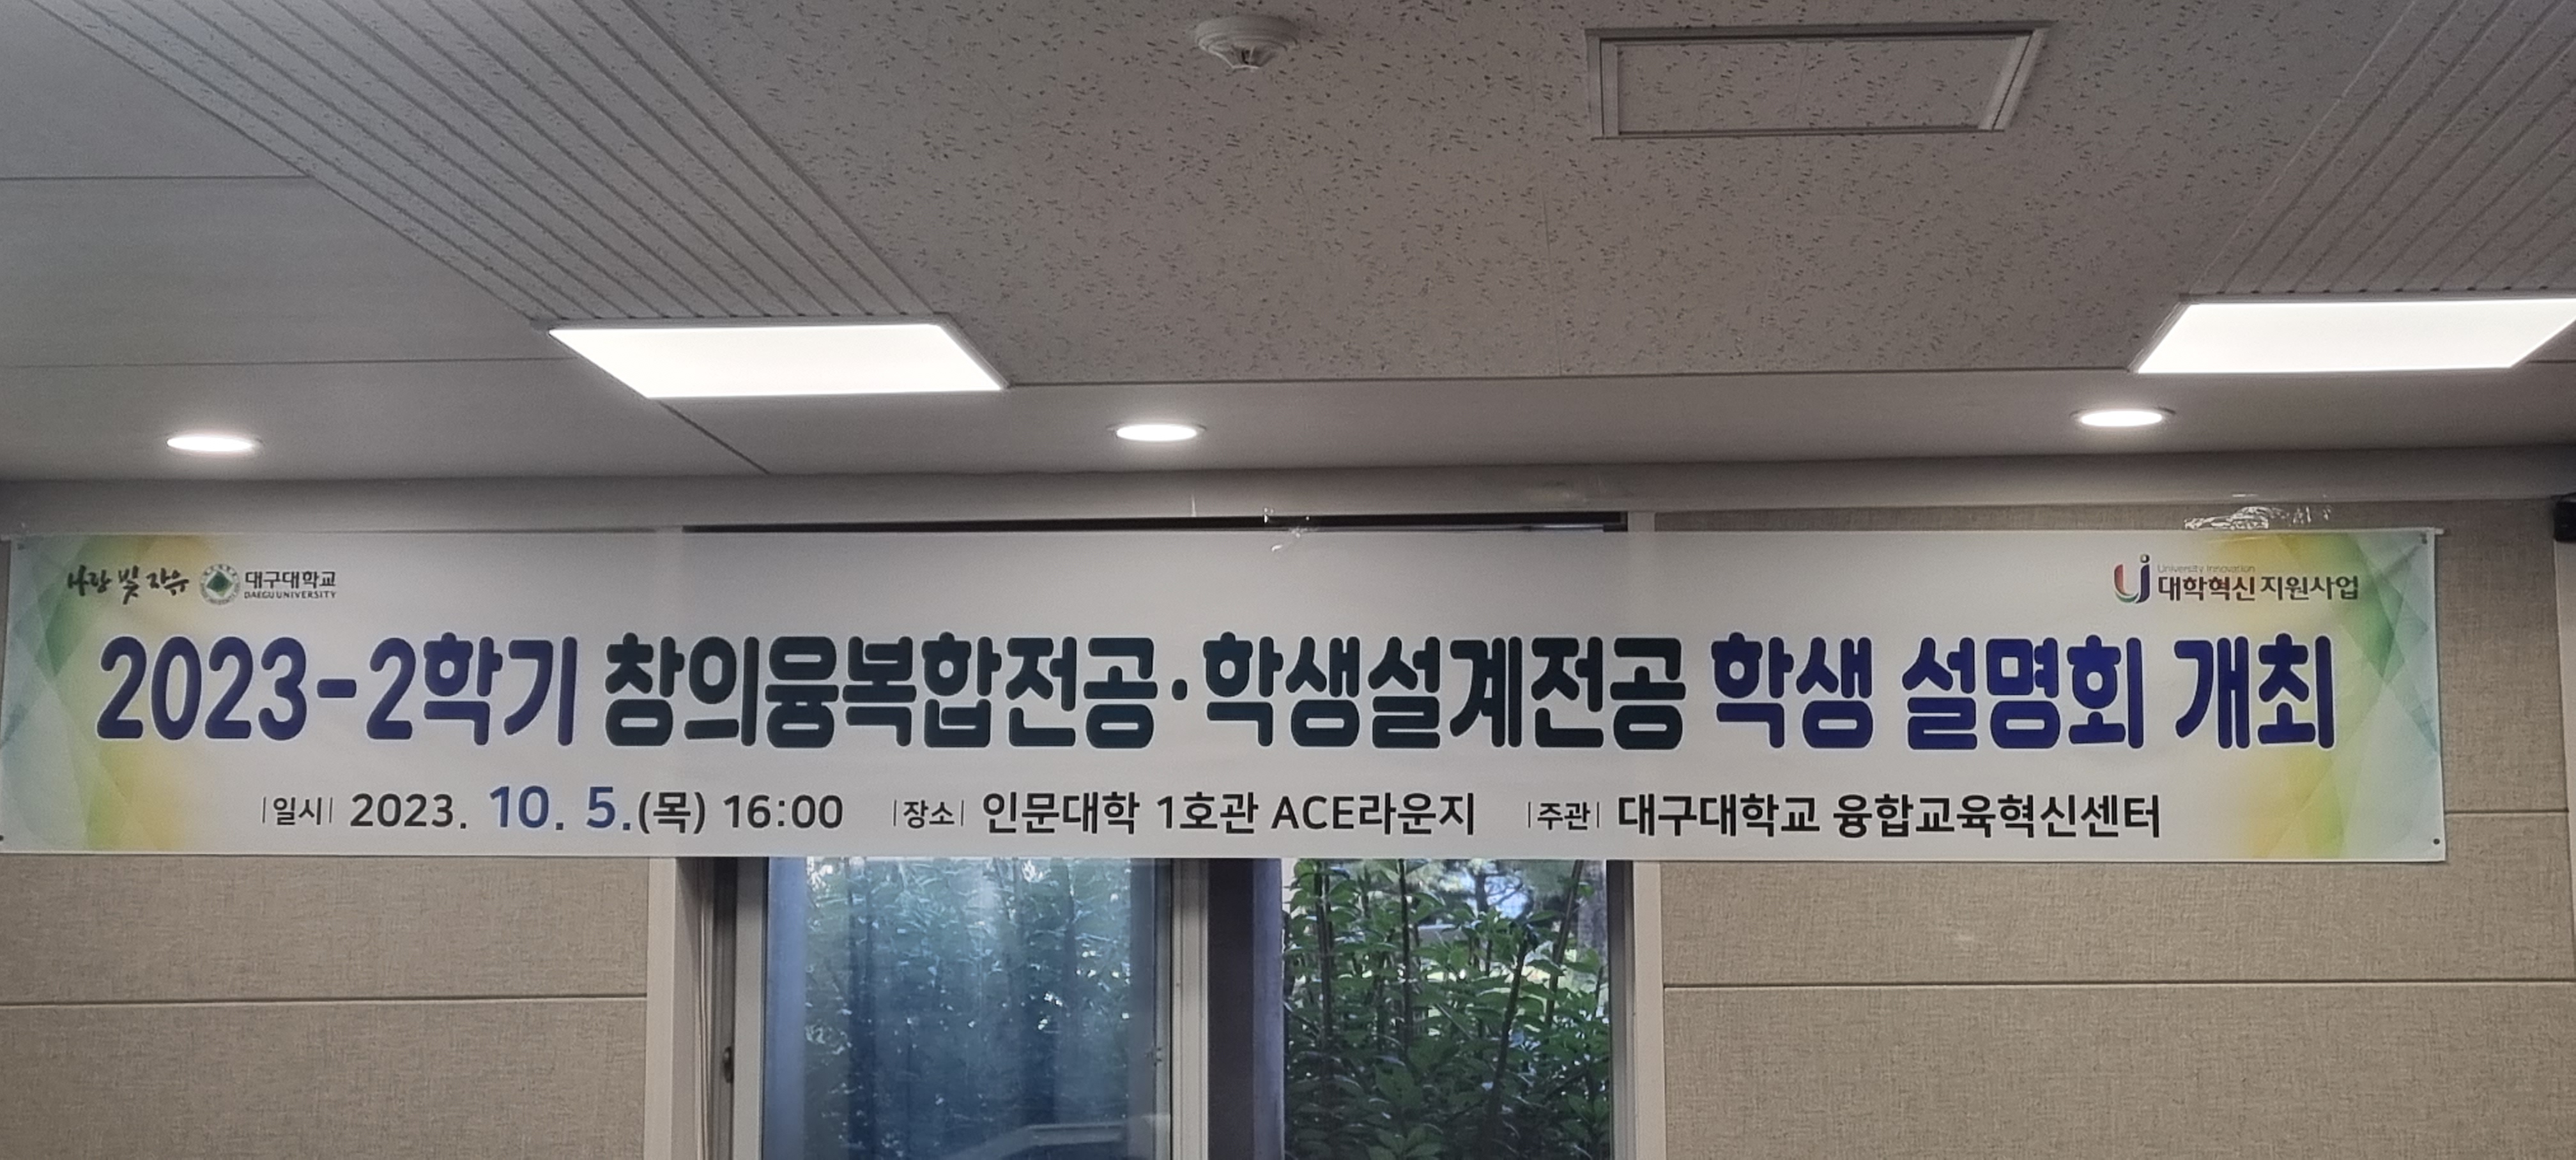 사랑 빛 자유 대구대학교
DAEGU UNIVERSITY
University Innovation
대학혁신지원사업
2023-2학기 창의융복합전공·학생설계전공 학생 설명회 개최
|일시| 2023. 10. 5.(목) 16:00 |장소| 인문대학 1호관 ACE라운지 |주관| 대구대학교 융합교육혁신센터